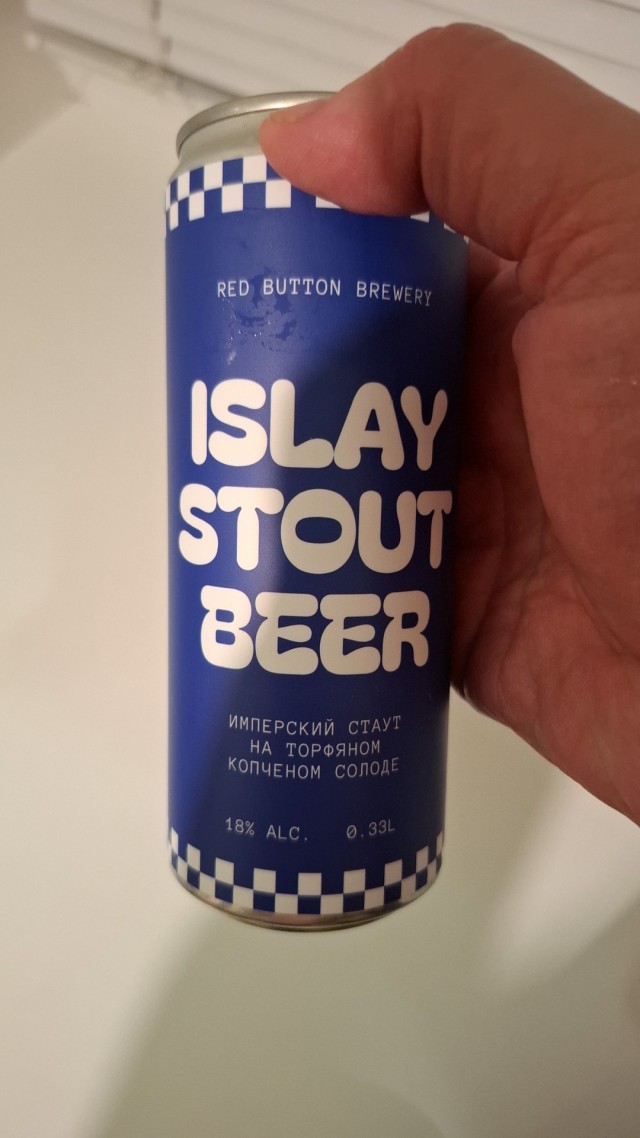 RED BUTTON BREWERY
ISLAY
STOUT
BEER
ИМПЕРСКИЙ СТАУТ
НА ТОРФЯНОМ
КОПЧЕНОМ СОЛОДЕ
18% ALC. 0.33L